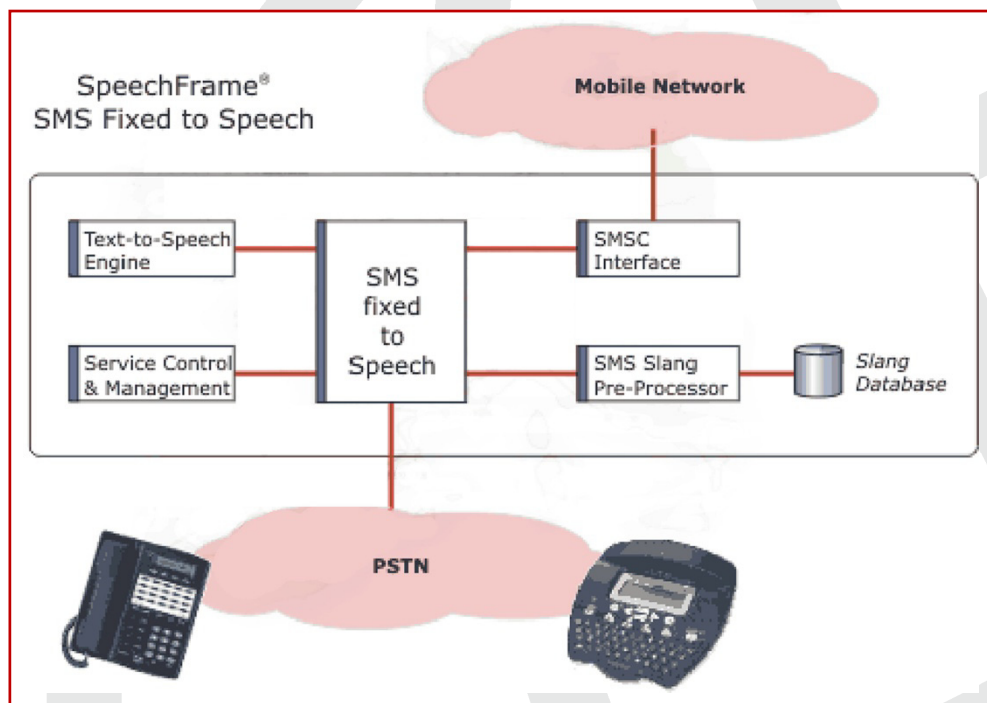 SpeechFrame®
SMS Fixed to Speech
Mobile Network
Text-to-Speech
Engine
SMS
fixed
to
Speech
SMSC
Interface
Service Control
& Management
SMS Slang
Pre-Processor
Slang
Database
PSTN